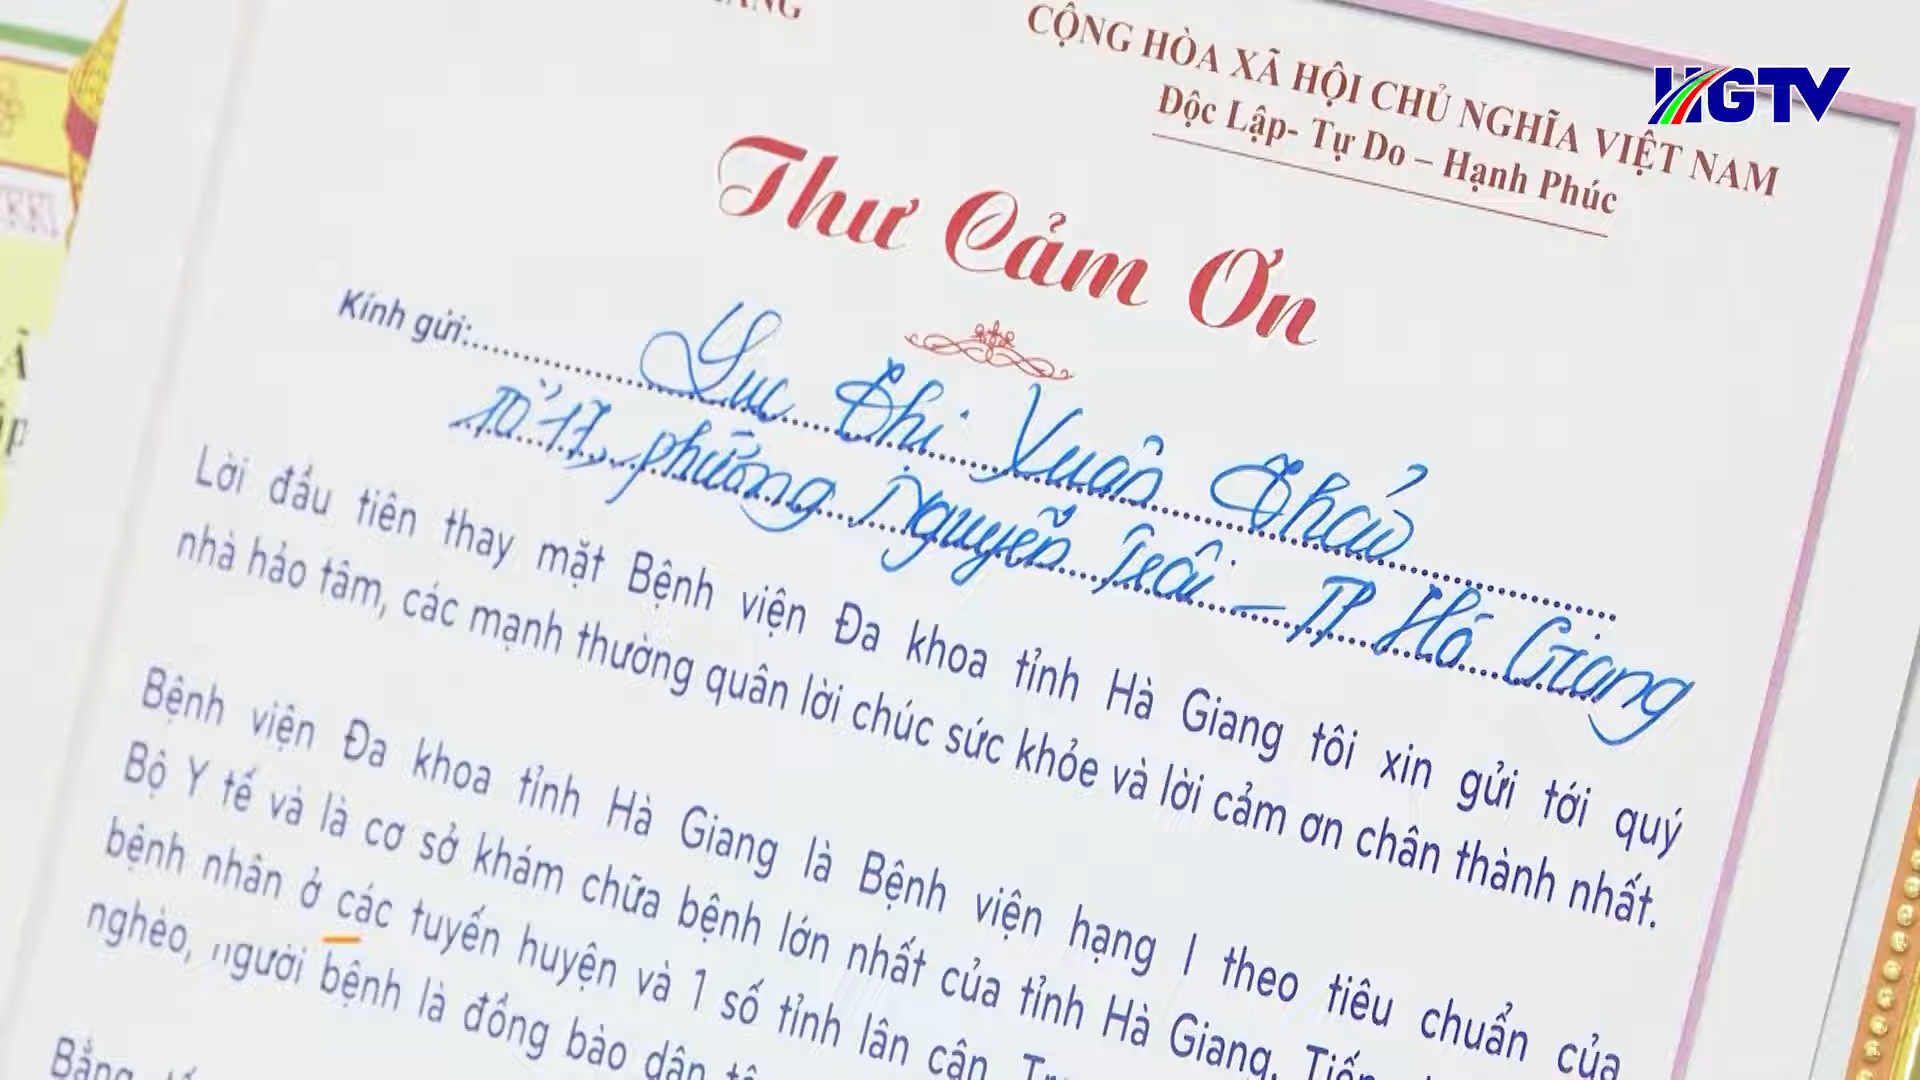 CỘNG HÒA XÃ HỘI CHỦ NGHĨA VIỆT NAM
HGTV
Độc Lập- Tự Do – Hạnh Phúc
Thư Cảm Ơn
Kính gửi: Lục Thị Xuân Thảo
Tổ 17, phường Nguyễn Trãi - TP Hà Giang
Lời đầu tiên thay mặt Bệnh viện Đa khoa tỉnh Hà Giang tôi xin gửi tới quý
nhà hảo tâm, các mạnh thường quân lời chúc sức khỏe và lời cảm ơn chân thành nhất.
Bệnh viện Đa khoa tỉnh Hà Giang là Bệnh viện hạng I theo tiêu chuẩn của
Bộ Y tế và là cơ sở khám chữa bệnh lớn nhất của tỉnh Hà Giang. Tiếp
bệnh nhân ở các tuyến huyện và 1 số tỉnh lân cận.
nghèo, người bệnh là đồng bào dân
Bằng